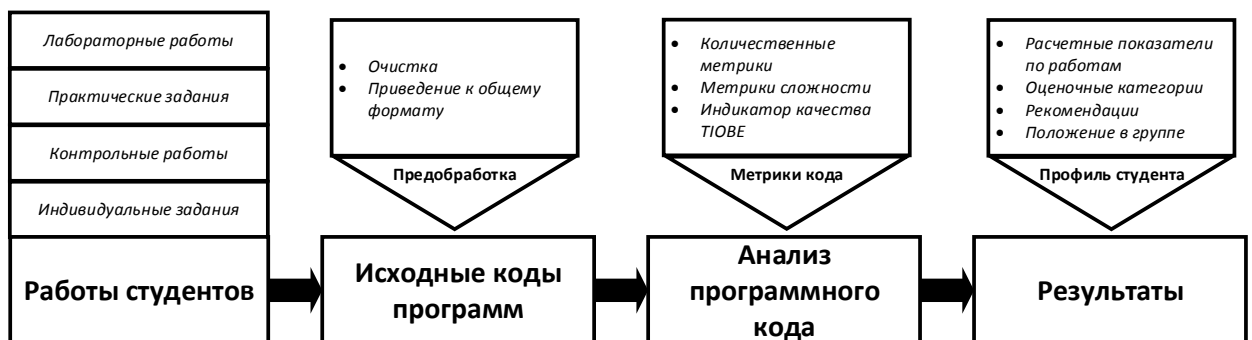 Лабораторные работы
Практические задания
Контрольные работы
Индивидуальные задания
Работы студентов
• Очистка
• Приведение к общему
формату
Предобработка
Исходные коды
программ
• Количественные
метрики
• Метрики сложности
• Индикатор качества
TIOBE
Метрики кода
Анализ
программного
кода
• Расчетные показатели
по работам
• Оценочные категории
• Рекомендации
• Положение в группе
Профиль студента
Результаты